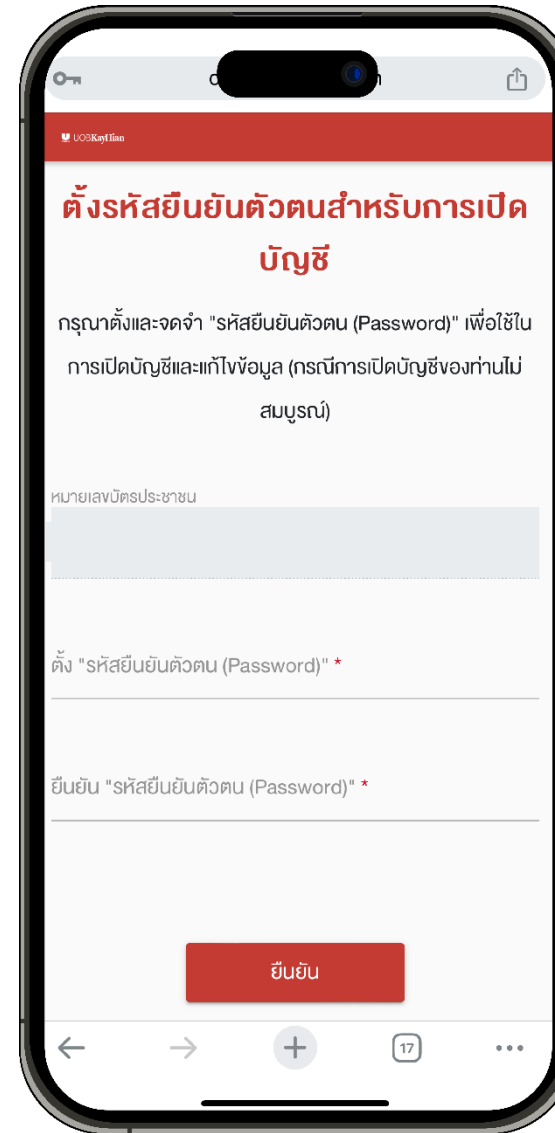 UOBKayHian
ตั้งรหัสยืนยันตัวตนสำหรับการเปิด
บัญชี
กรุณาตั้งและจดจำ "รหัสยืนยันตัวตน (Password)" เพื่อใช้ใน
การเปิดบัญชีและแก้ไขข้อมูล (กรณีการเปิดบัญชีของท่านไม่
สมบูรณ์)
หมายเลขบัตรประชาชน
ตั้ง "รหัสยืนยันตัวตน (Password)" *
ยืนยัน "รหัสยืนยันตัวตน (Password)" *
ยืนยัน
17